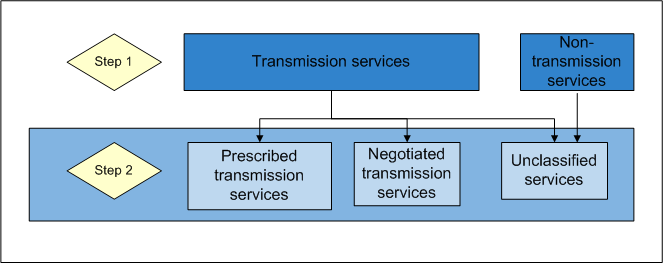 Step 1
Transmission services
Non-
transmission
services
Step 2
Prescribed
transmission
services
Negotiated
transmission
services
Unclassified
services